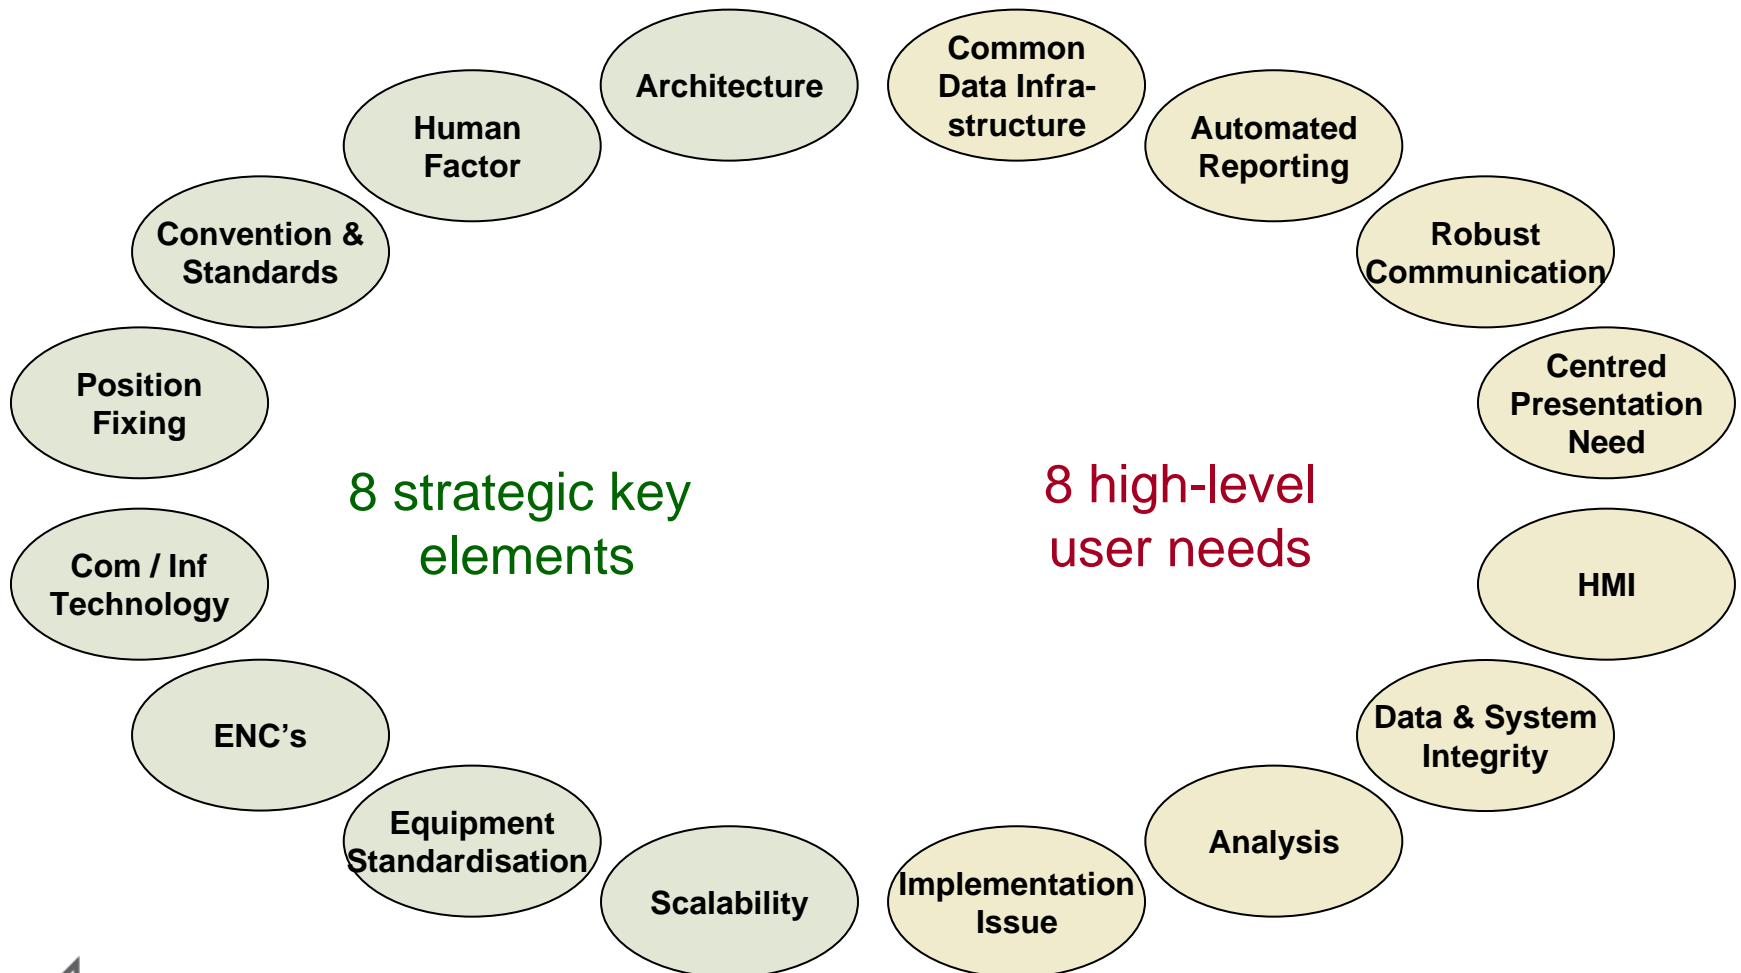 Architecture
Human
Factor
Convention &
Standards
Position
Fixing
Com / Inf
Technology
ENC’s
Equipment
Standardisation
Scalability
8 strategic key
elements
Common
Data Infra-
structure
Automated
Reporting
Robust
Communication
Centred
Presentation
Need
HMI
Data & System
Integrity
Analysis
Implementation
Issue
8 high-level
user needs